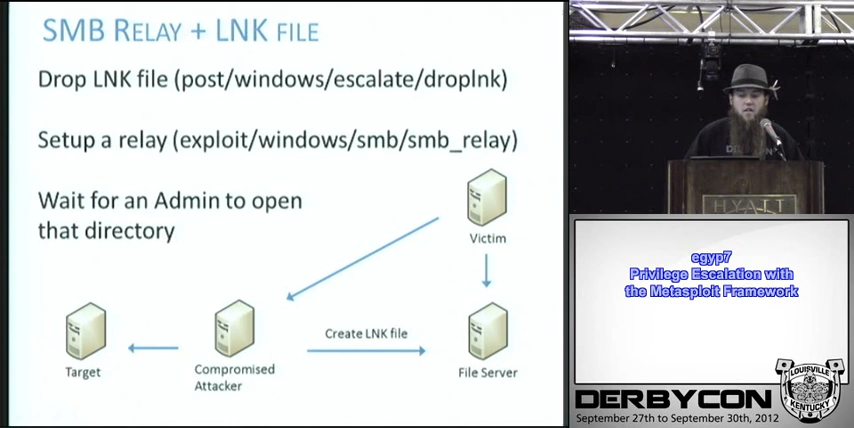 SMB RELAY + LNK FILE
Drop LNK file (post/windows/escalate/droplnk)
Setup a relay (exploit/windows/smb/smb_relay)
Wait for an Admin to open
that directory
Victim
Create LNK file
Target
Compromised
Attacker
File Server
HYATT
egyp7
Privilege Escalation with
the Metasploit Framework
DERBYCON
September 27th to September 30th, 2012
LOUISVILLE
KENTUCKY